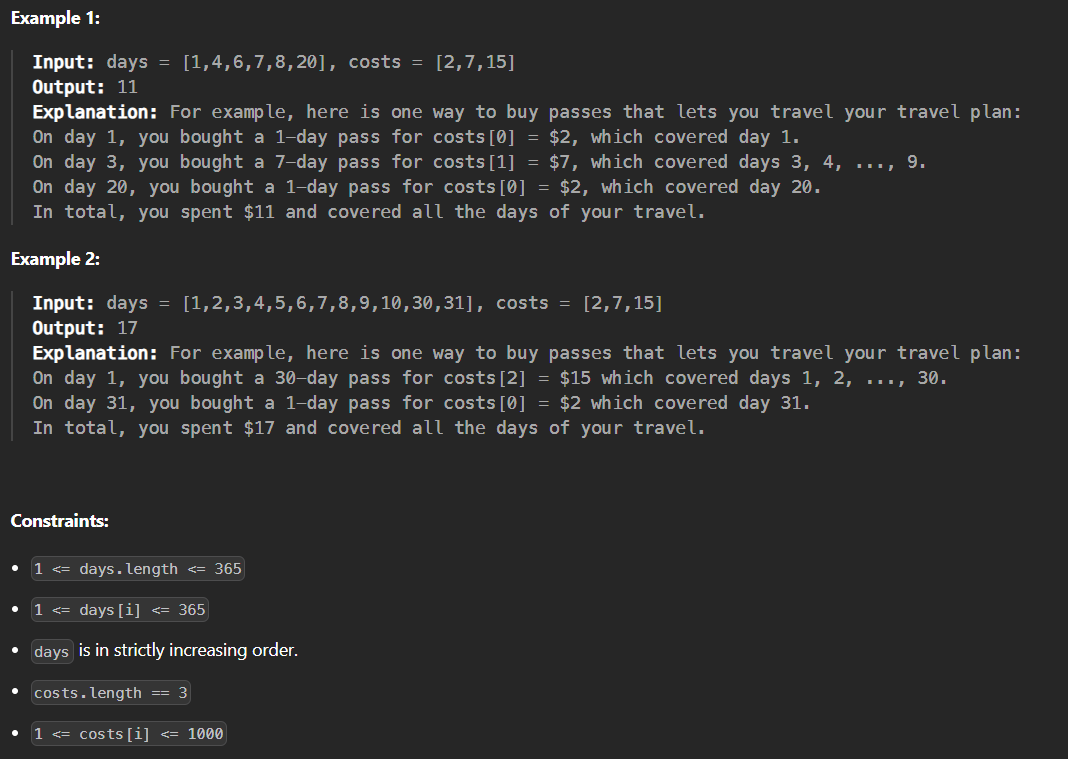 Example 1:
Input: days = [1,4,6,7,8,20], costs = [2,7,15]
Output: 11
Explanation: For example, here is one way to buy passes that lets you travel your travel plan:
On day 1, you bought a 1-day pass for costs[0] = $2, which covered day 1.
On day 3, you bought a 7-day pass for costs[1] = $7, which covered days 3, 4, ..., 9.
On day 20, you bought a 1-day pass for costs[0] = $2, which covered day 20.
In total, you spent $11 and covered all the days of your travel.
Example 2:
Input: days = [1,2,3,4,5,6,7,8,9,10,30,31], costs = [2,7,15]
Output: 17
Explanation: For example, here is one way to buy passes that lets you travel your travel plan:
On day 1, you bought a 30-day pass for costs[2] = $15 which covered days 1, 2, ..., 30.
On day 31, you bought a 1-day pass for costs[0] = $2 which covered day 31.
In total, you spent $17 and covered all the days of your travel.
Constraints:
• 1 <= days.length <= 365
• 1 <= days[i] <= 365
• days is in strictly increasing order.
• costs.length == 3
• 1 <= costs[i] <= 1000